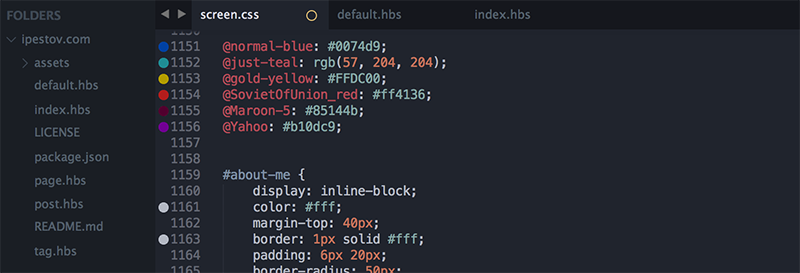 FOLDERS
ipestov.com
assets
default.hbs
index.hbs
LICENSE
package.json
page.hbs
post.hbs
README.md
tag.hbs
screen.css
default.hbs
index.hbs
1151 @normal-blue: #0074d9;
1152 @just-teal: rgb(57, 204, 204);
1153 @gold-yellow: #FFDC00;
1154 @SovietOfUnion_red: #ff4136;
1155 @Maroon-5: #85144b;
1156 @Yahoo: #b10dc9;
1157
1158
1159 #about-me {
1160 display: inline-block;
1161 color: #fff;
1162 margin-top: 40px;
1163 border: 1px solid #fff;
1164 padding: 6px 20px;
1165 border-radius: 50px;